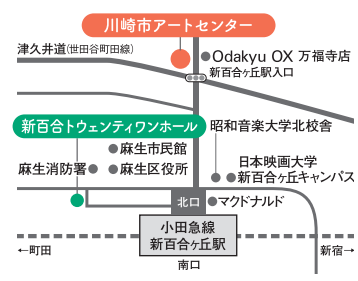 川崎市アートセンター
津久井道(世田谷町田線)
Odakyu OX 万福寺店
新百合ヶ丘駅入口
新百合トウェンティワンホール
昭和音楽大学北校舎
麻生市民館
麻生消防署
麻生区役所
日本映画大学
新百合ヶ丘キャンパス
北口
マクドナルド
小田急線
新百合ヶ丘駅
←町田
新宿→
南口